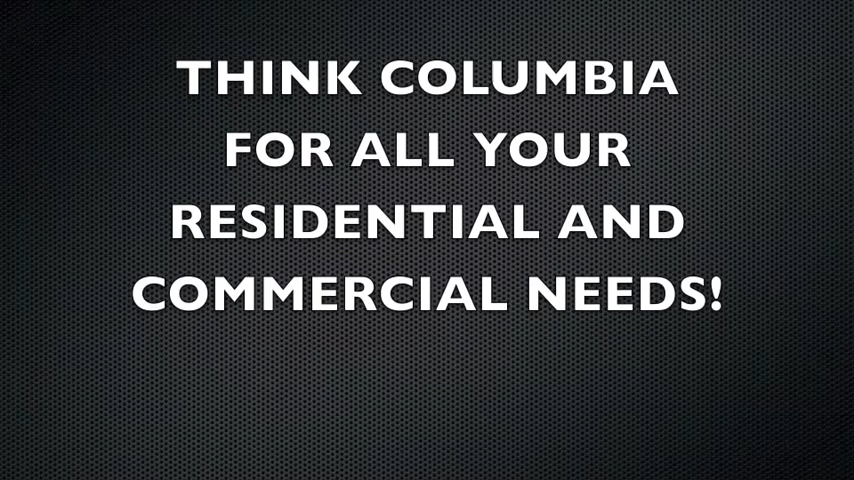 THINK COLUMBIA
FOR ALL YOUR
RESIDENTIAL AND
COMMERCIAL NEEDS!